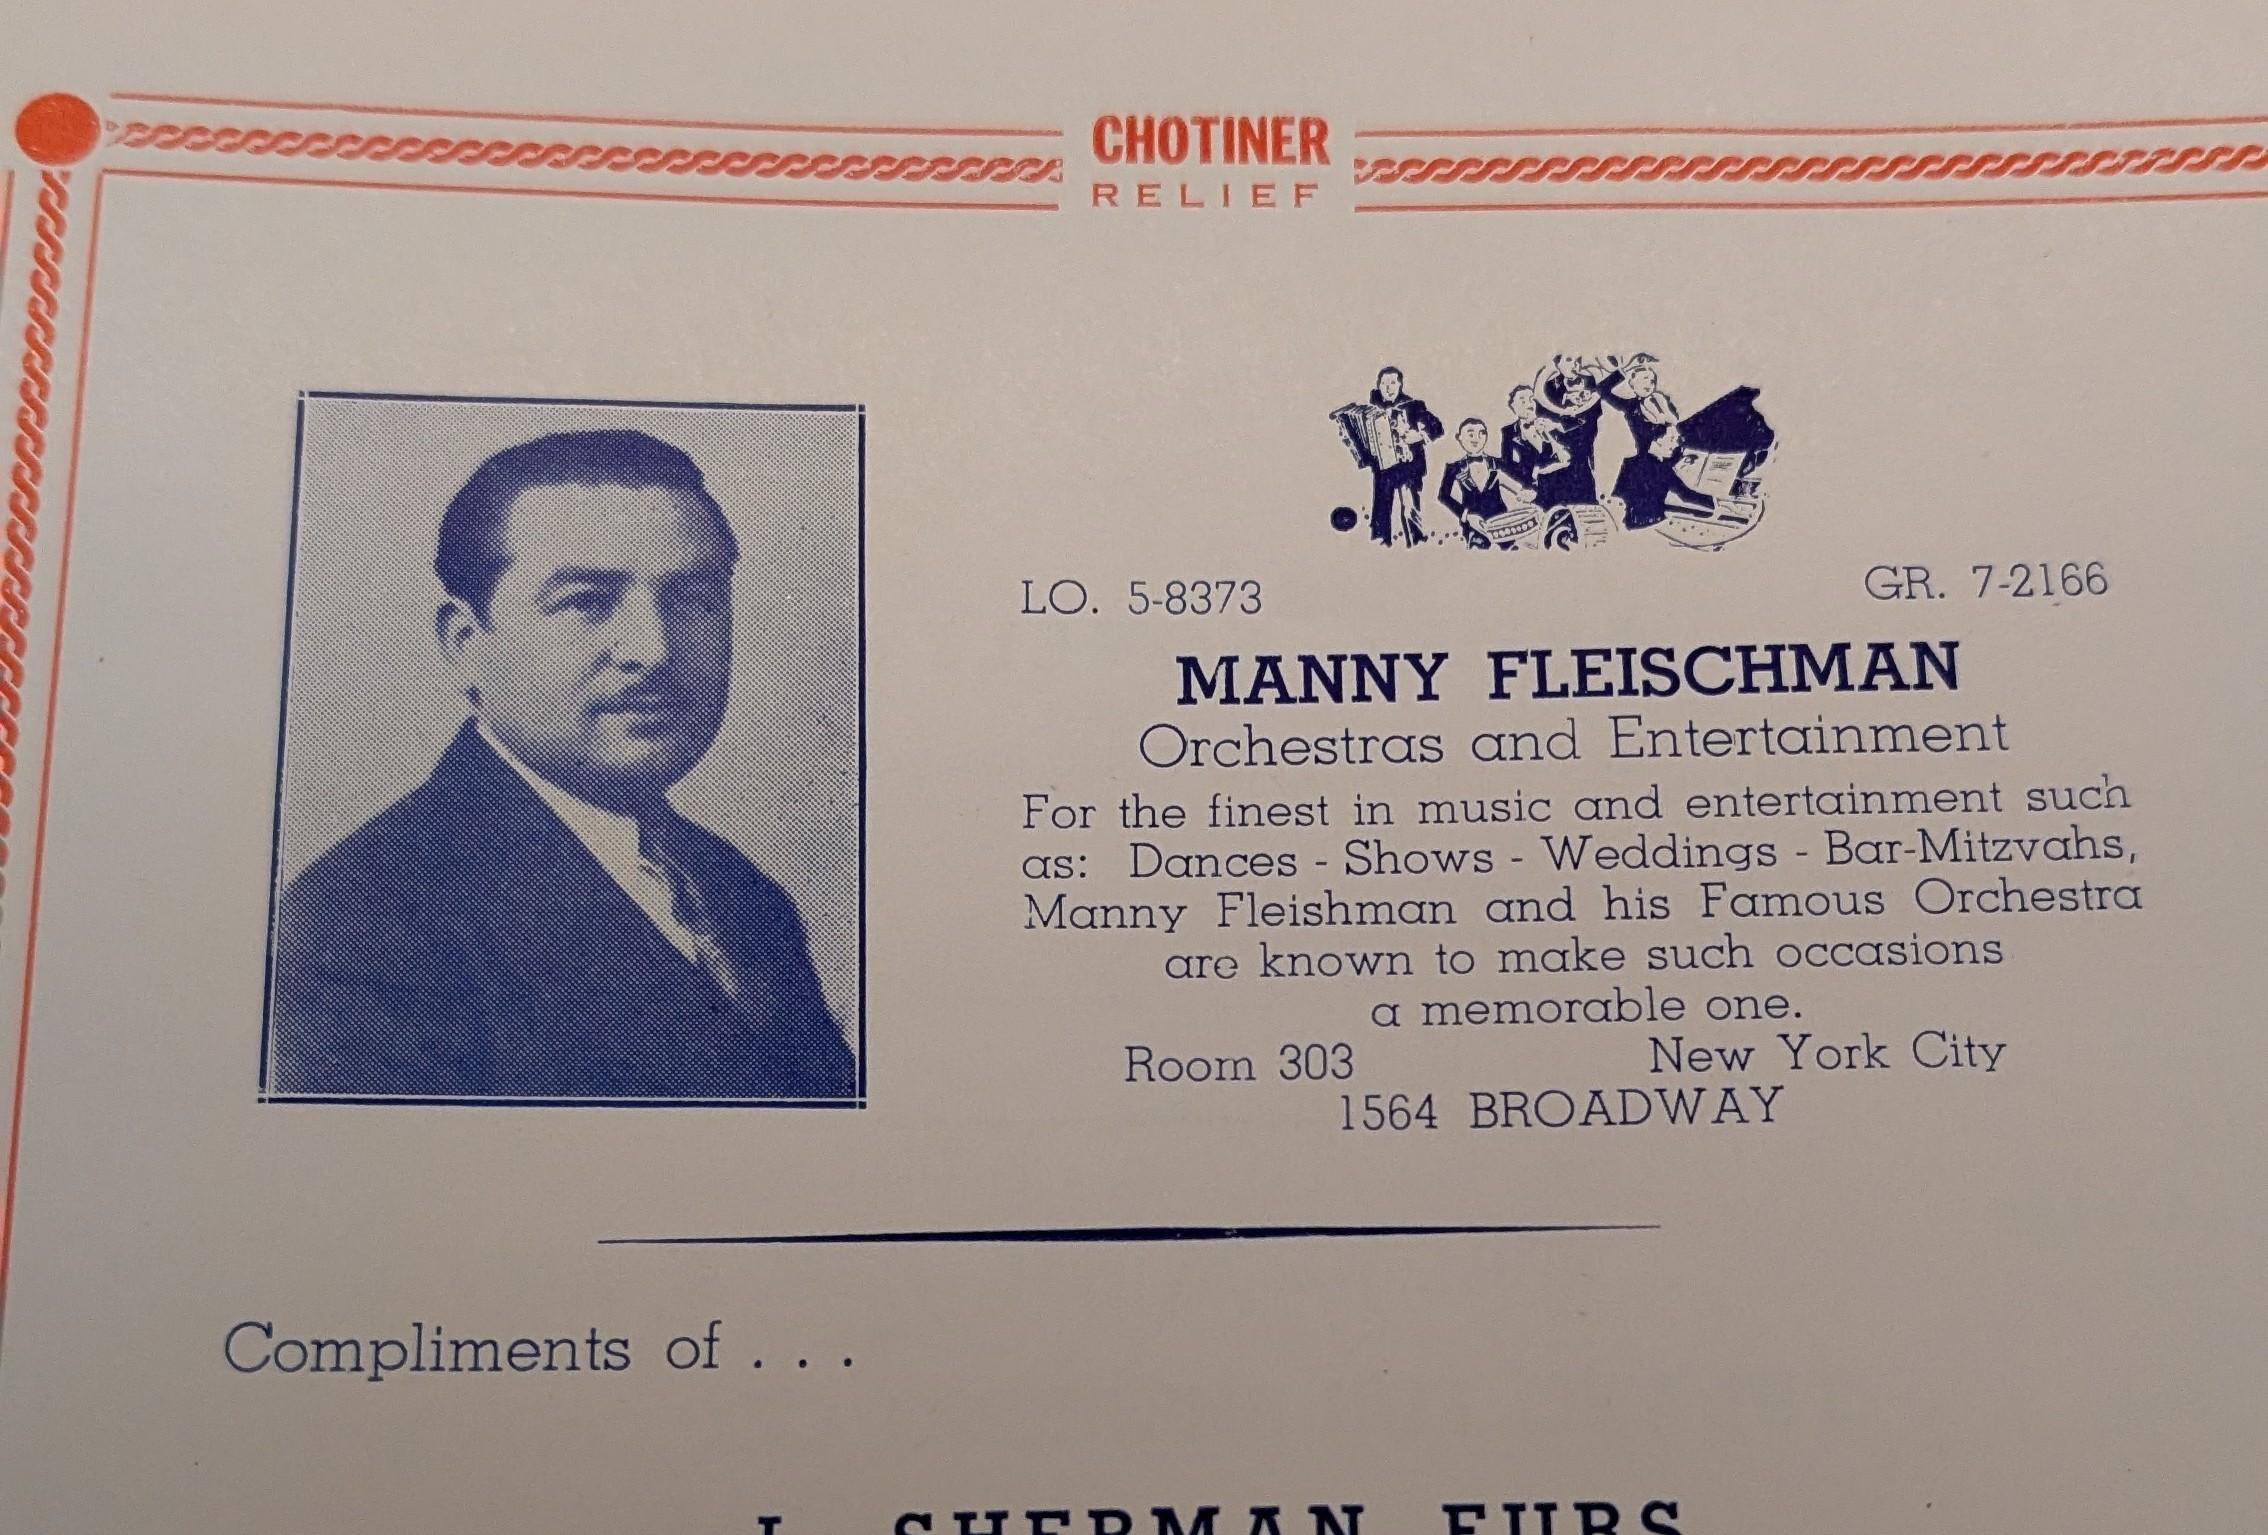 CHOTINER
RELIEF
LO. 5-8373 GR. 7-2166
MANNY FLEISCHMAN
Orchestras and Entertainment
For the finest in music and entertainment such
as: Dances - Shows - Weddings - Bar-Mitzvahs,
Manny Fleishman and his Famous Orchestra
are known to make such occasions
a memorable one.
Room 303 New York City
1564 BROADWAY
Compliments of . . .
SHERMAN FURS